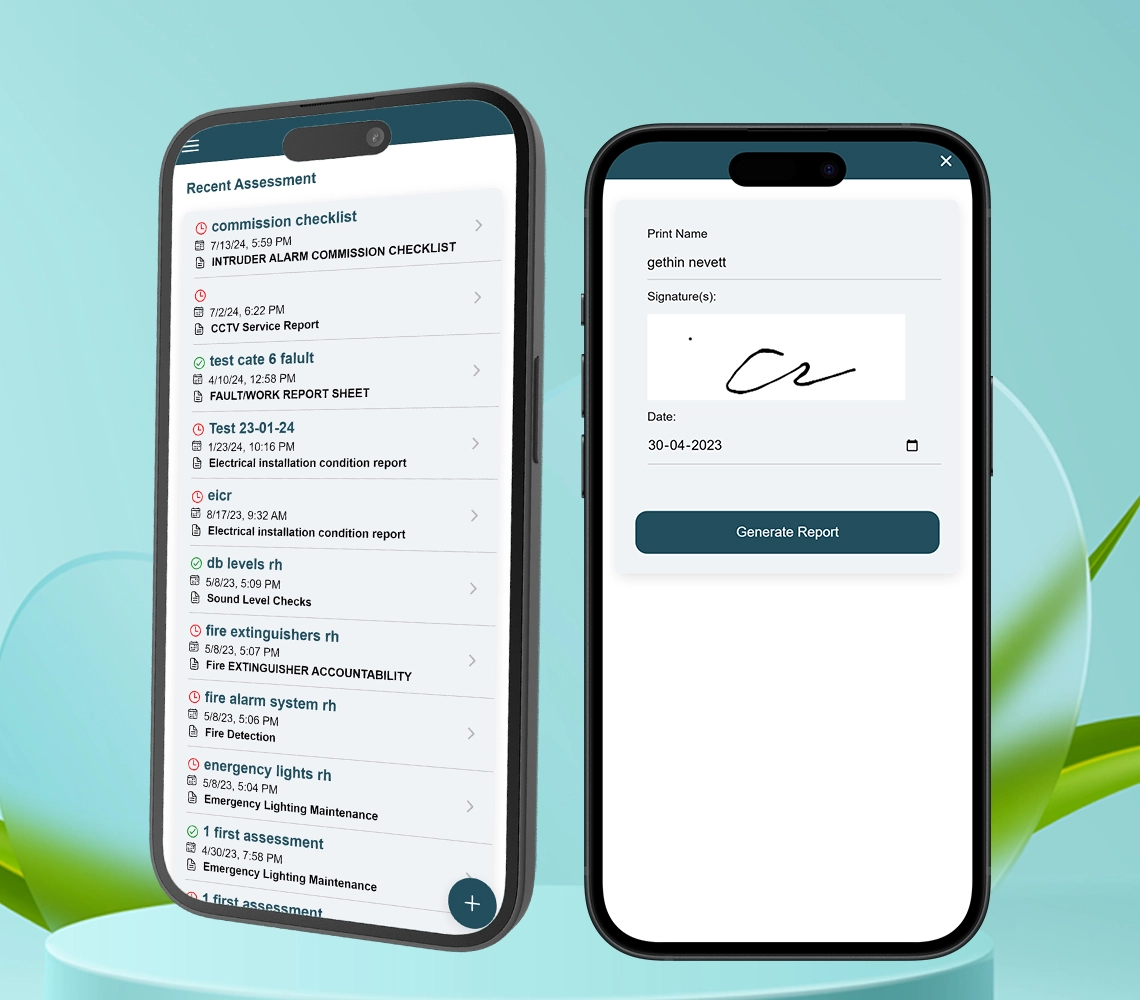 Recent Assessment
commission checklist
7/13/24, 5:59 PM
INTRUDER ALARM COMMISSION CHECKLIST
7/2/24, 6:22 PM
CCTV Service Report
test cate 6 falult
4/10/24, 12:58 PM
FAULT/WORK REPORT SHEET
Test 23-01-24
1/23/24, 10:16 PM
Electrical installation condition report
eicr
8/17/23, 9:32 AM
Electrical installation condition report
db levels rh
5/8/23, 5:09 PM
Sound Level Checks
fire extinguishers rh
5/8/23, 5:07 PM
Fire EXTINGUISHER ACCOUNTABILITY
fire alarm system rh
5/8/23, 5:06 PM
Fire Detection
energency lights rh
5/8/23, 5:04 PM
Emergency Lighting Maintenance
1 first assessment
4/30/23, 7:58 PM
Emergency Lighting Maintenance
1 first assessment
Print Name
gethin nevett
Signature(s):
Date:
30-04-2023
Generate Report